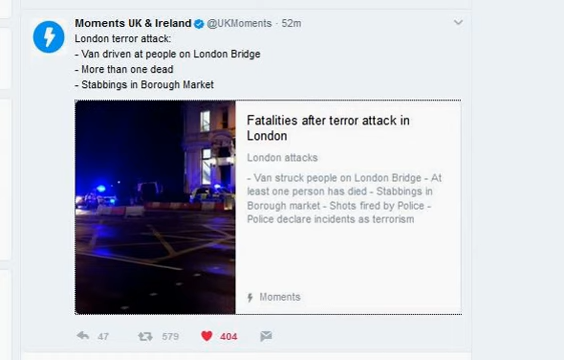 Moments UK & Ireland @UKMoments · 52m
London terror attack:
- Van driven at people on London Bridge
- More than one dead
- Stabbings in Borough Market
Fatalities after terror attack in
London
London attacks
- Van struck people on London Bridge - At
least one person has died - Stabbings in
Borough market - Shots fired by Police -
Police declare incidents as terrorism
Moments
47 579 404